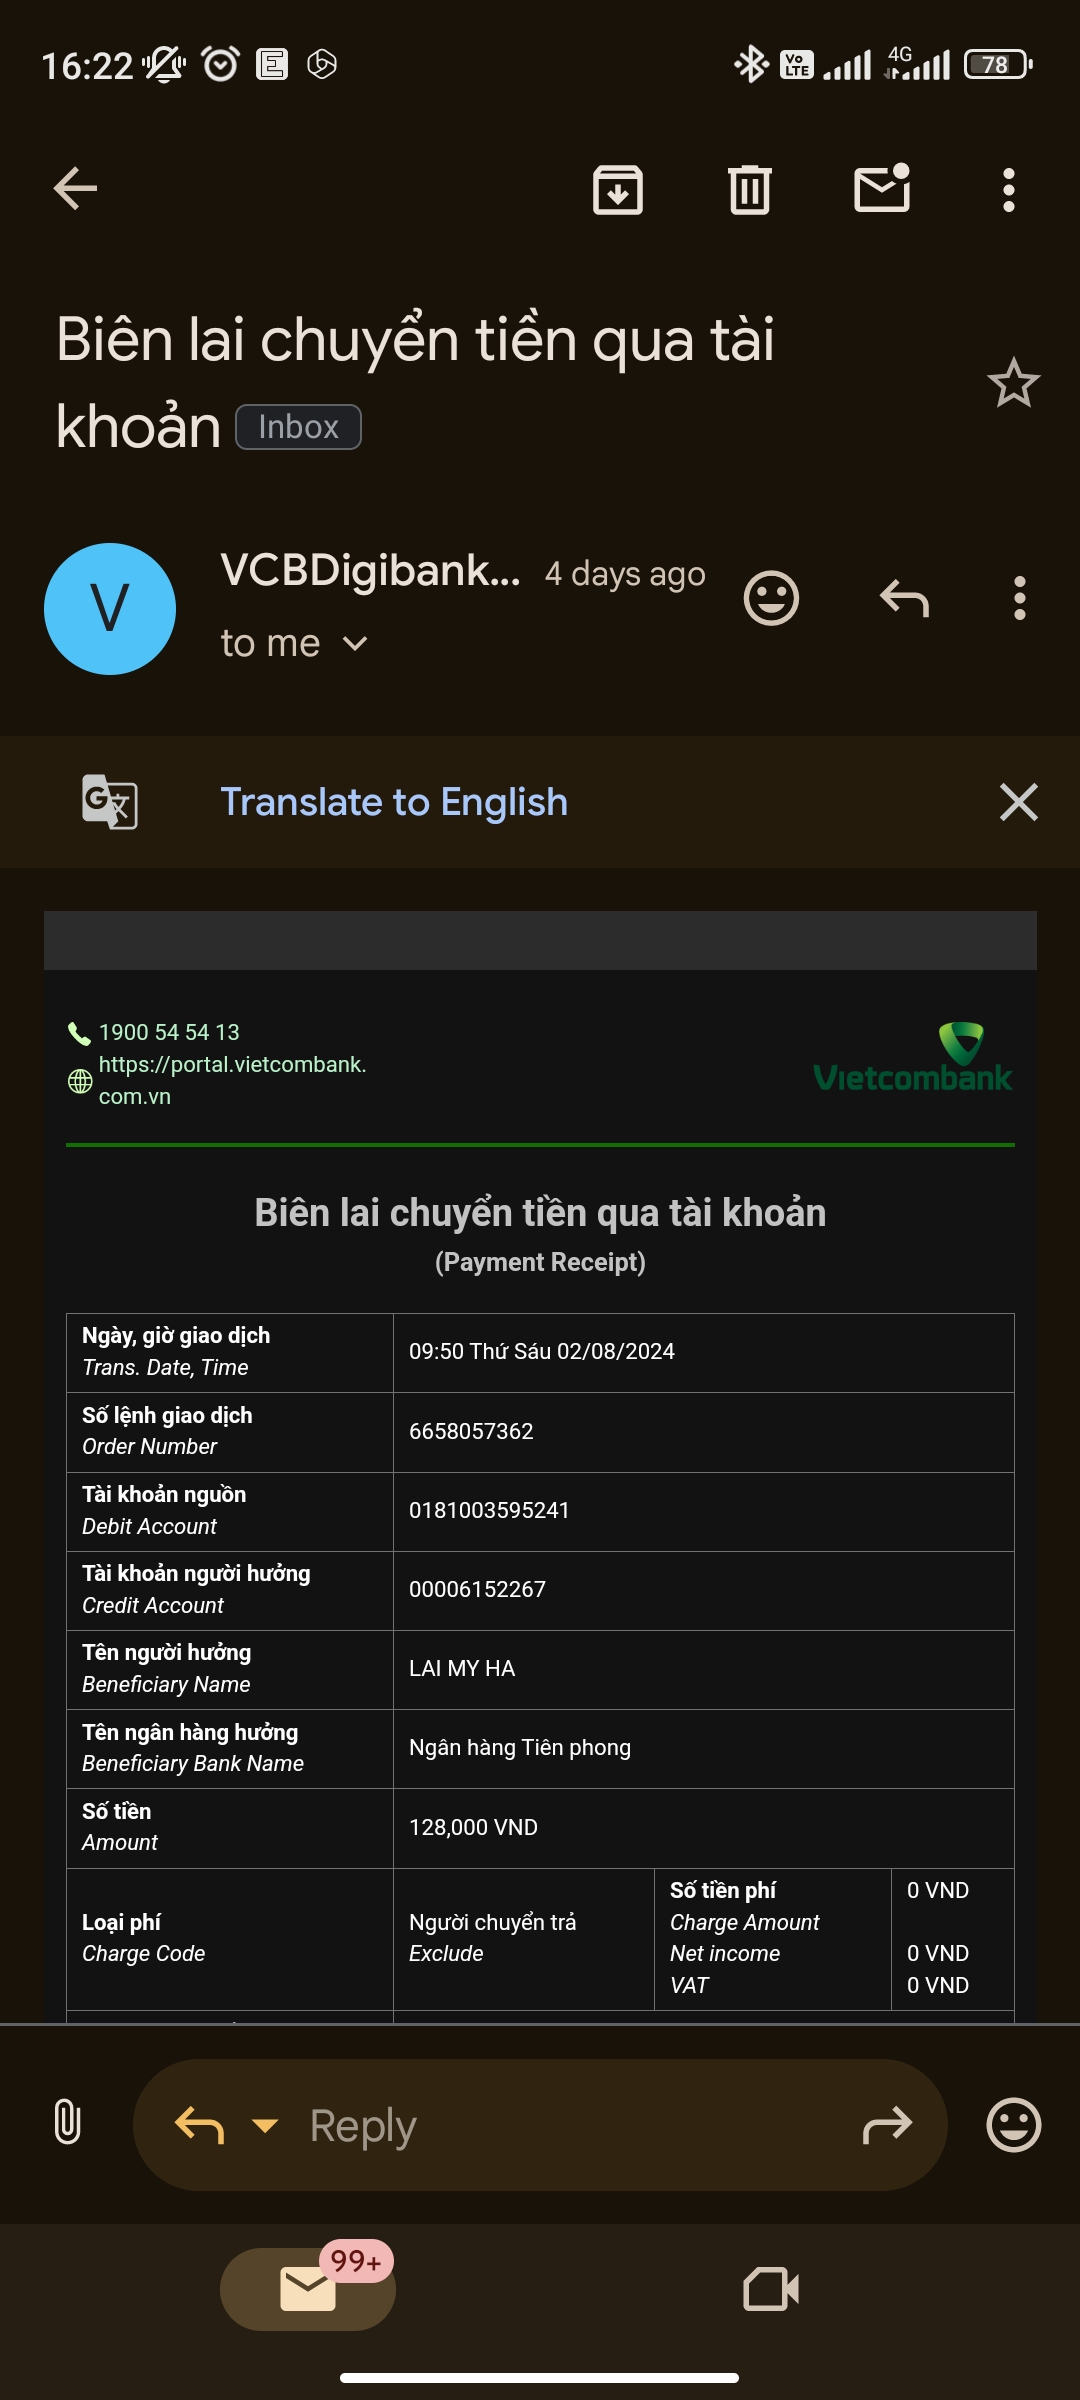 16:22
Vo LTE
4G
78
Biên lai chuyển tiền qua tài
khoản Inbox
V
VCBDigibank... 4 days ago
to me
Translate to English
1900 54 54 13
https://portal.vietcombank.
com.vn
Vietcombank
Biên lai chuyển tiền qua tài khoản
(Payment Receipt)
Ngày, giờ giao dịch
Trans. Date, Time
09:50 Thứ Sáu 02/08/2024
Số lệnh giao dịch
Order Number
6658057362
Tài khoản nguồn
Debit Account
0181003595241
Tài khoản người hưởng
Credit Account
00006152267
Tên người hưởng
Beneficiary Name
LAI MY HA
Tên ngân hàng hưởng
Beneficiary Bank Name
Ngân hàng Tiên phong
Số tiền
Amount
128,000 VND
Loại phí
Charge Code
Người chuyển trả
Exclude
Số tiền phí
Charge Amount
Net income
VAT
0 VND
0 VND
0 VND
Reply
99+